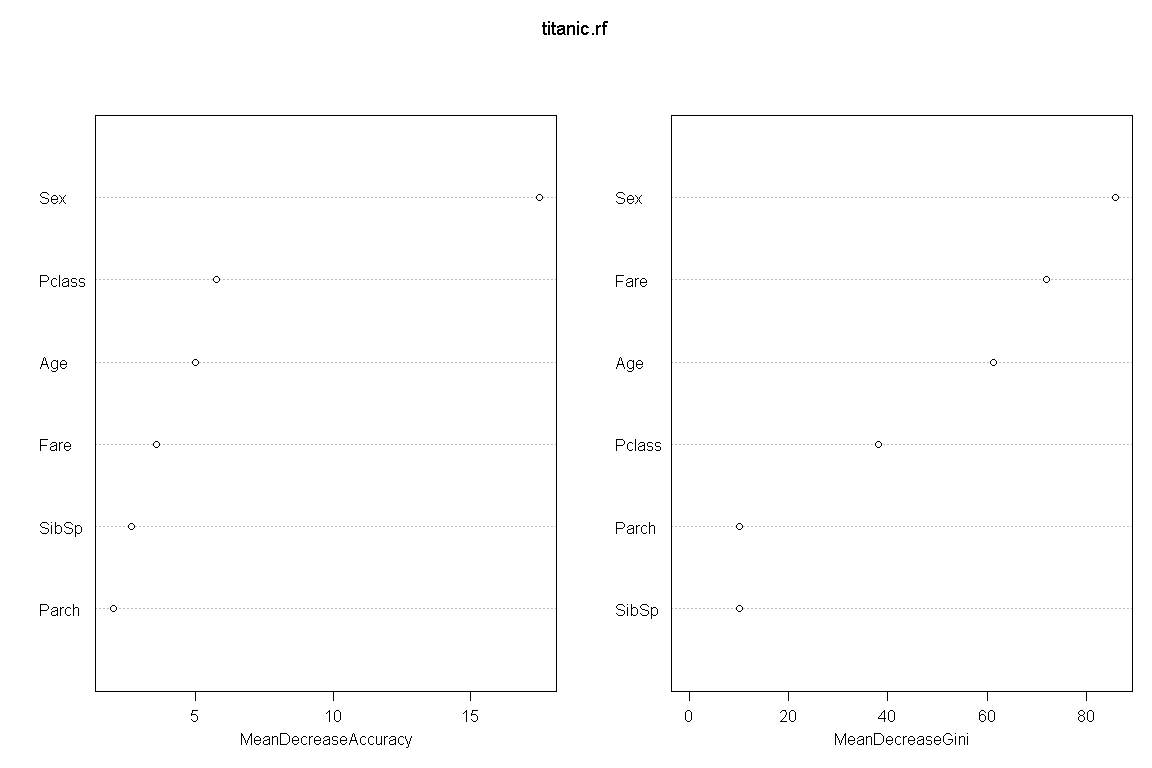 titanic.rf
Sex
Pclass
Age
Fare
SibSp
Parch
5 10 15
MeanDecreaseAccuracy
Sex
Fare
Age
Pclass
Parch
SibSp
0 20 40 60 80
MeanDecreaseGini